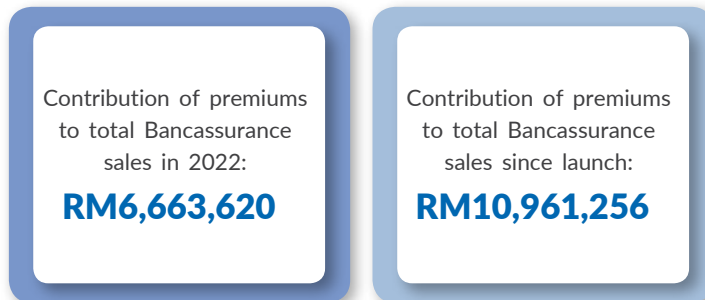 Contribution of premiums
to total Bancassurance
sales in 2022:
RM6,663,620
Contribution of premiums
to total Bancassurance
sales since launch:
RM10,961,256